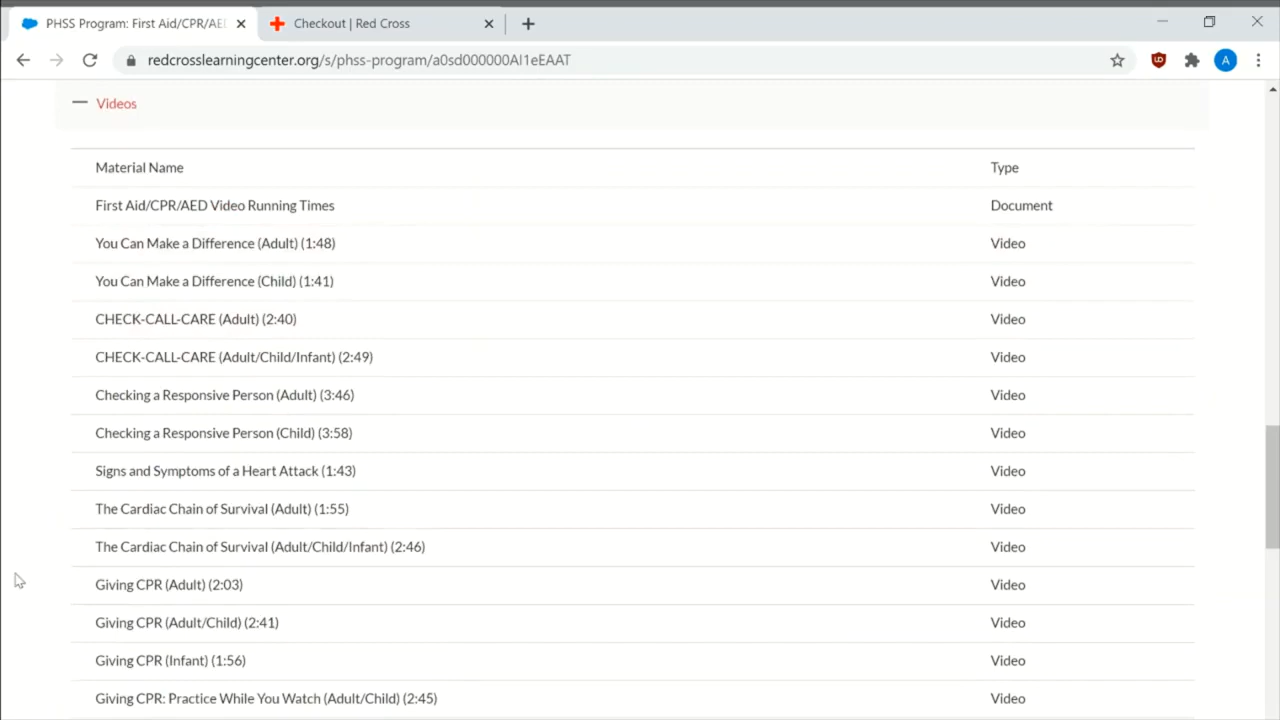 PHSS Program: First Aid/CPR/AE
Checkout | Red Cross
redcrosslearningcenter.org/s/phss-program/a0sd000000AI1eEAAT
A
Videos
Material Name Type
First Aid/CPR/AED Video Running Times Document
You Can Make a Difference (Adult) (1:48) Video
You Can Make a Difference (Child) (1:41) Video
CHECK-CALL-CARE (Adult) (2:40) Video
CHECK-CALL-CARE (Adult/Child/Infant) (2:49) Video
Checking a Responsive Person (Adult) (3:46) Video
Checking a Responsive Person (Child) (3:58) Video
Signs and Symptoms of a Heart Attack (1:43) Video
The Cardiac Chain of Survival (Adult) (1:55) Video
The Cardiac Chain of Survival (Adult/Child/Infant) (2:46) Video
Giving CPR (Adult) (2:03) Video
Giving CPR (Adult/Child) (2:41) Video
Giving CPR (Infant) (1:56) Video
Giving CPR: Practice While You Watch (Adult/Child) (2:45) Video